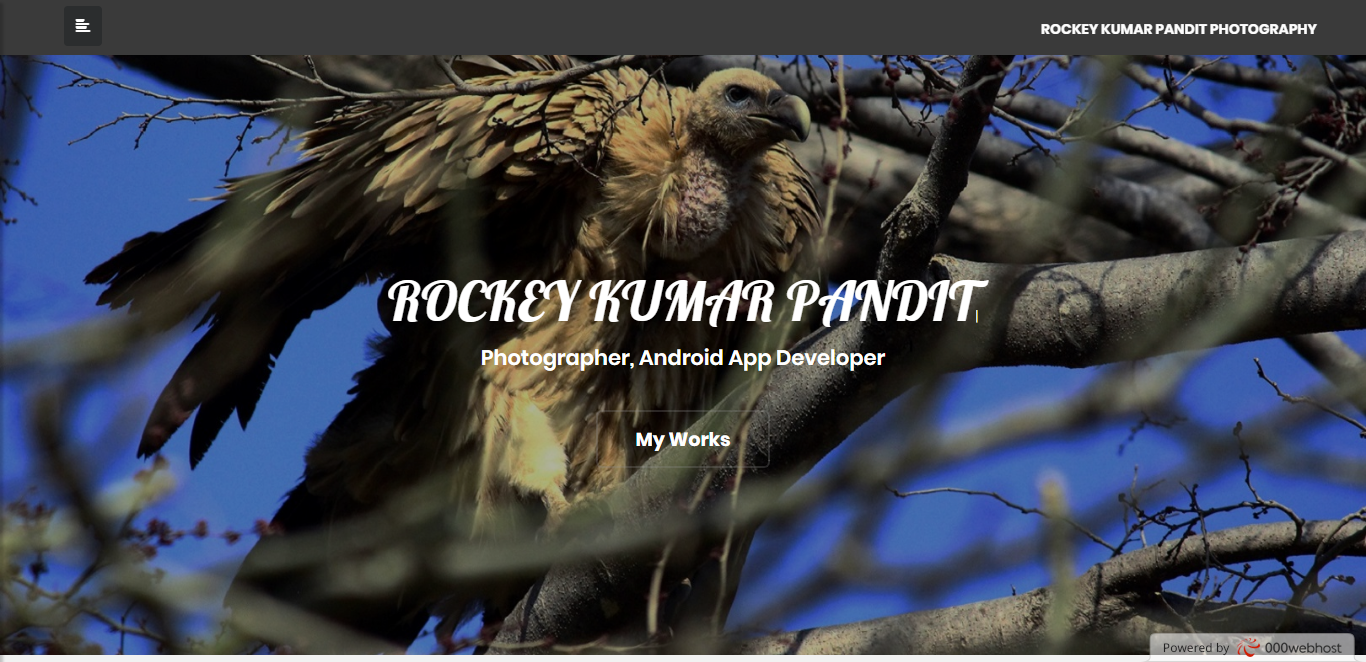 ROCKEY KUMAR PANDIT PHOTOGRAPHY
ROCKEY KUMAR PANDIT
Photographer, Android App Developer
My Works
Powered by 000webhost